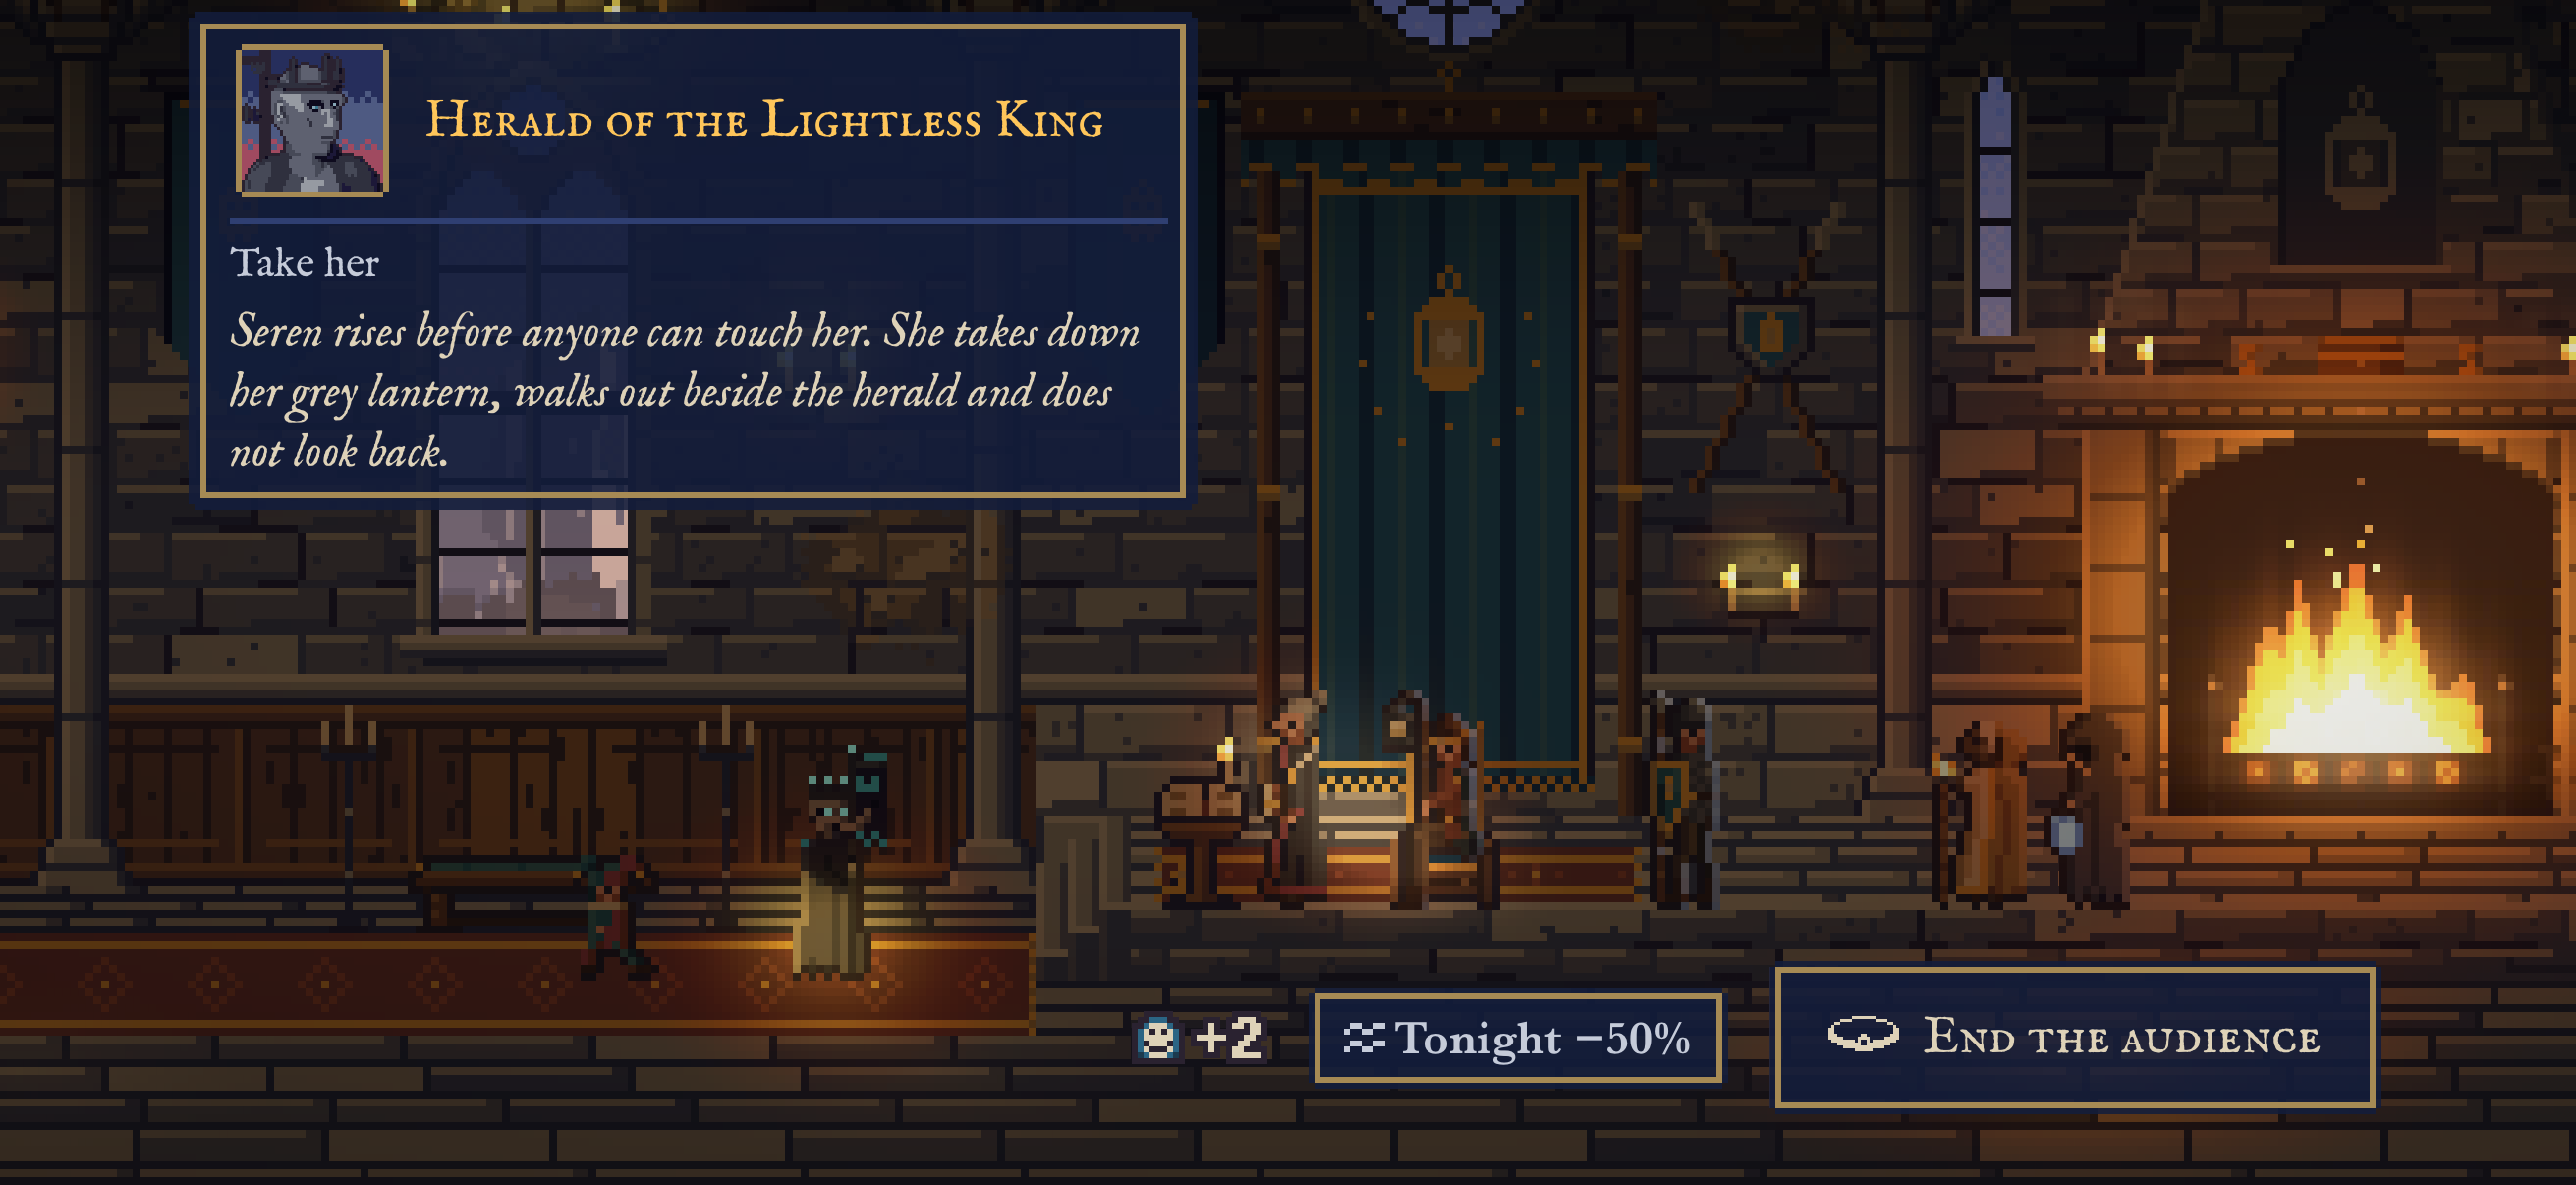 Herald of the Lightless King
Take her
Seren rises before anyone can touch her. She takes down
her grey lantern, walks out beside the herald and does
not look back.
+2
Tonight −50%
End the audience